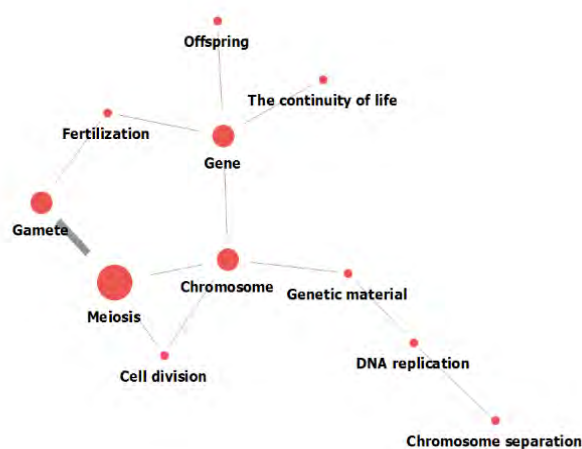 Offspring
The continuity of life
Fertilization
Gene
Gamete
Chromosome
Genetic material
Meiosis
DNA replication
Cell division
Chromosome separation